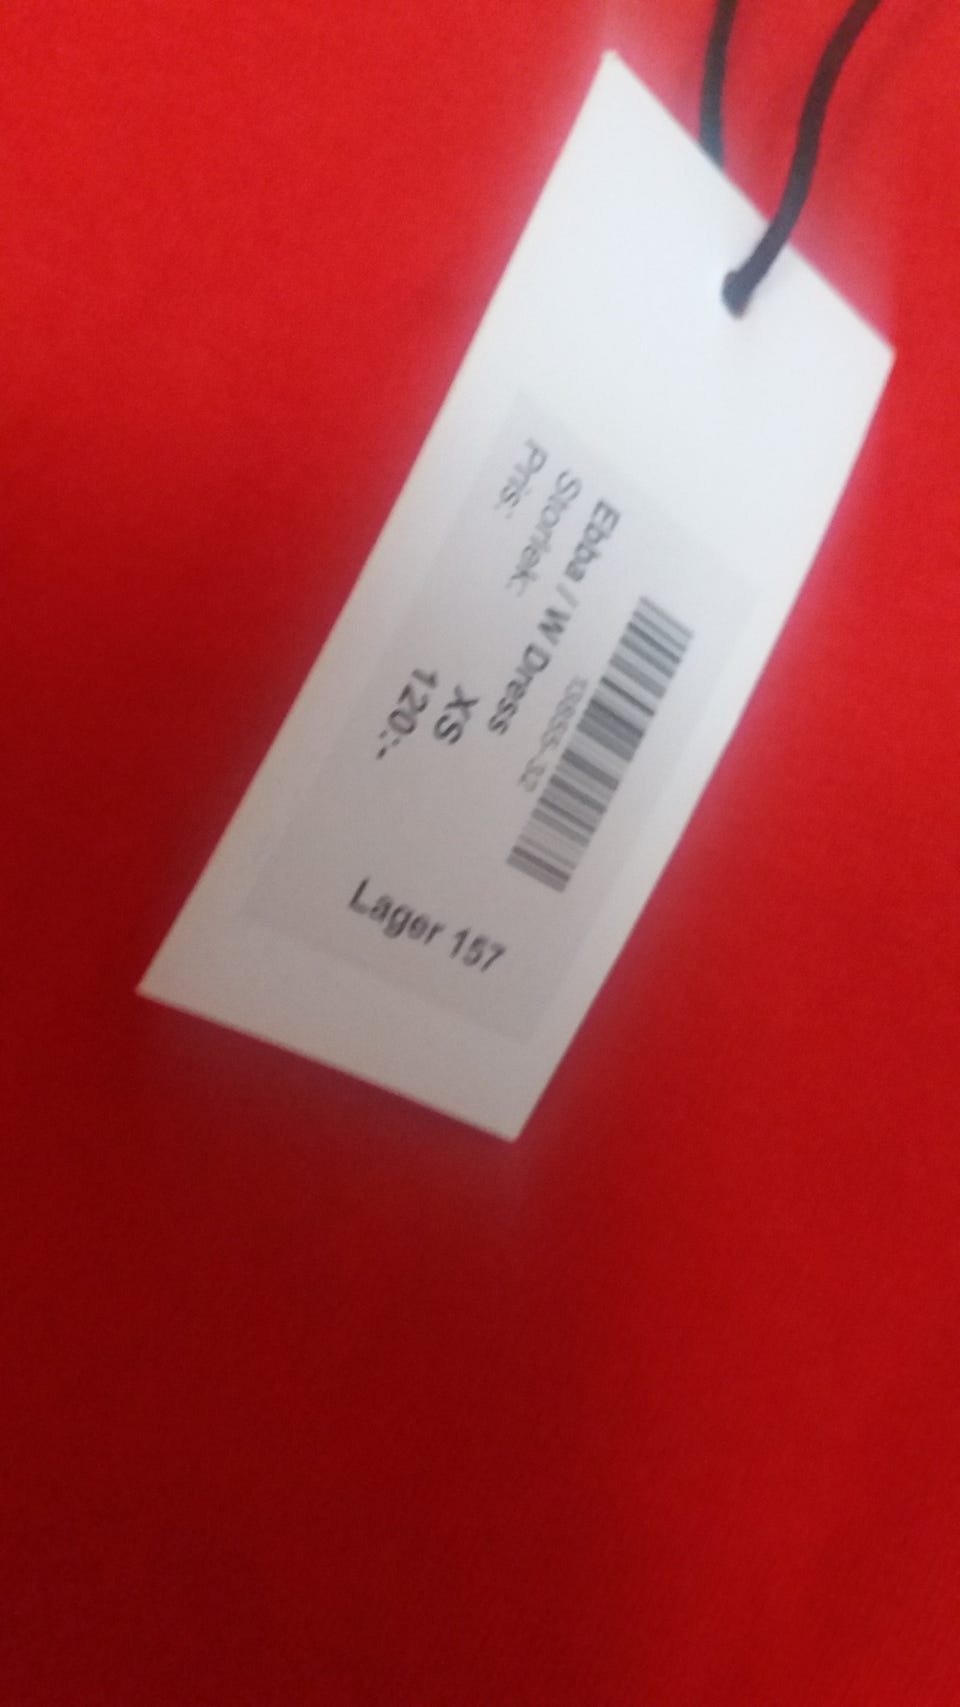 Ebba / W Dress
Storlek: XS
Pris: 120:-
Lager 157